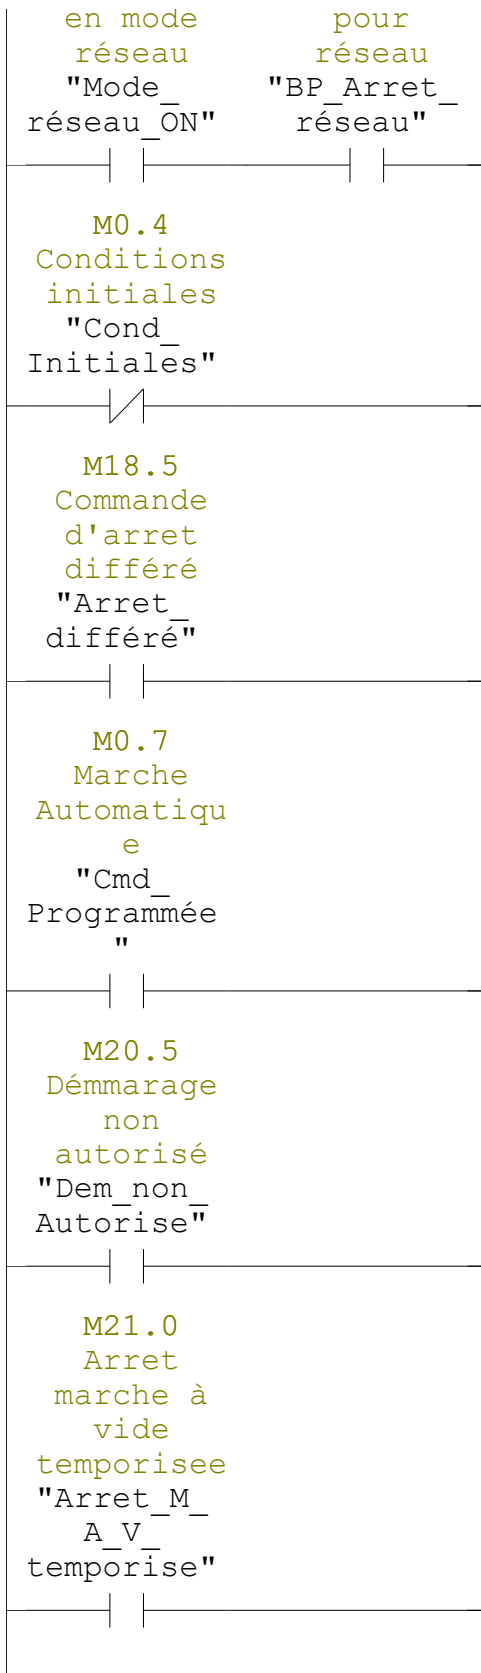 en mode
réseau
"Mode_
réseau_ON"
pour
réseau
"BP_Arret_
réseau"
M0.4
Conditions
initiales
"Cond_
Initiales"
M18.5
Commande
d'arret
différé
"Arret_
différé"
M0.7
Marche
Automatiqu
e
"Cmd_
Programmée
"
M20.5
Démmarage
non
autorisé
"Dem_non_
Autorise"
M21.0
Arret
marche à
vide
temporisee
"Arret_M_
A_V_
temporise"